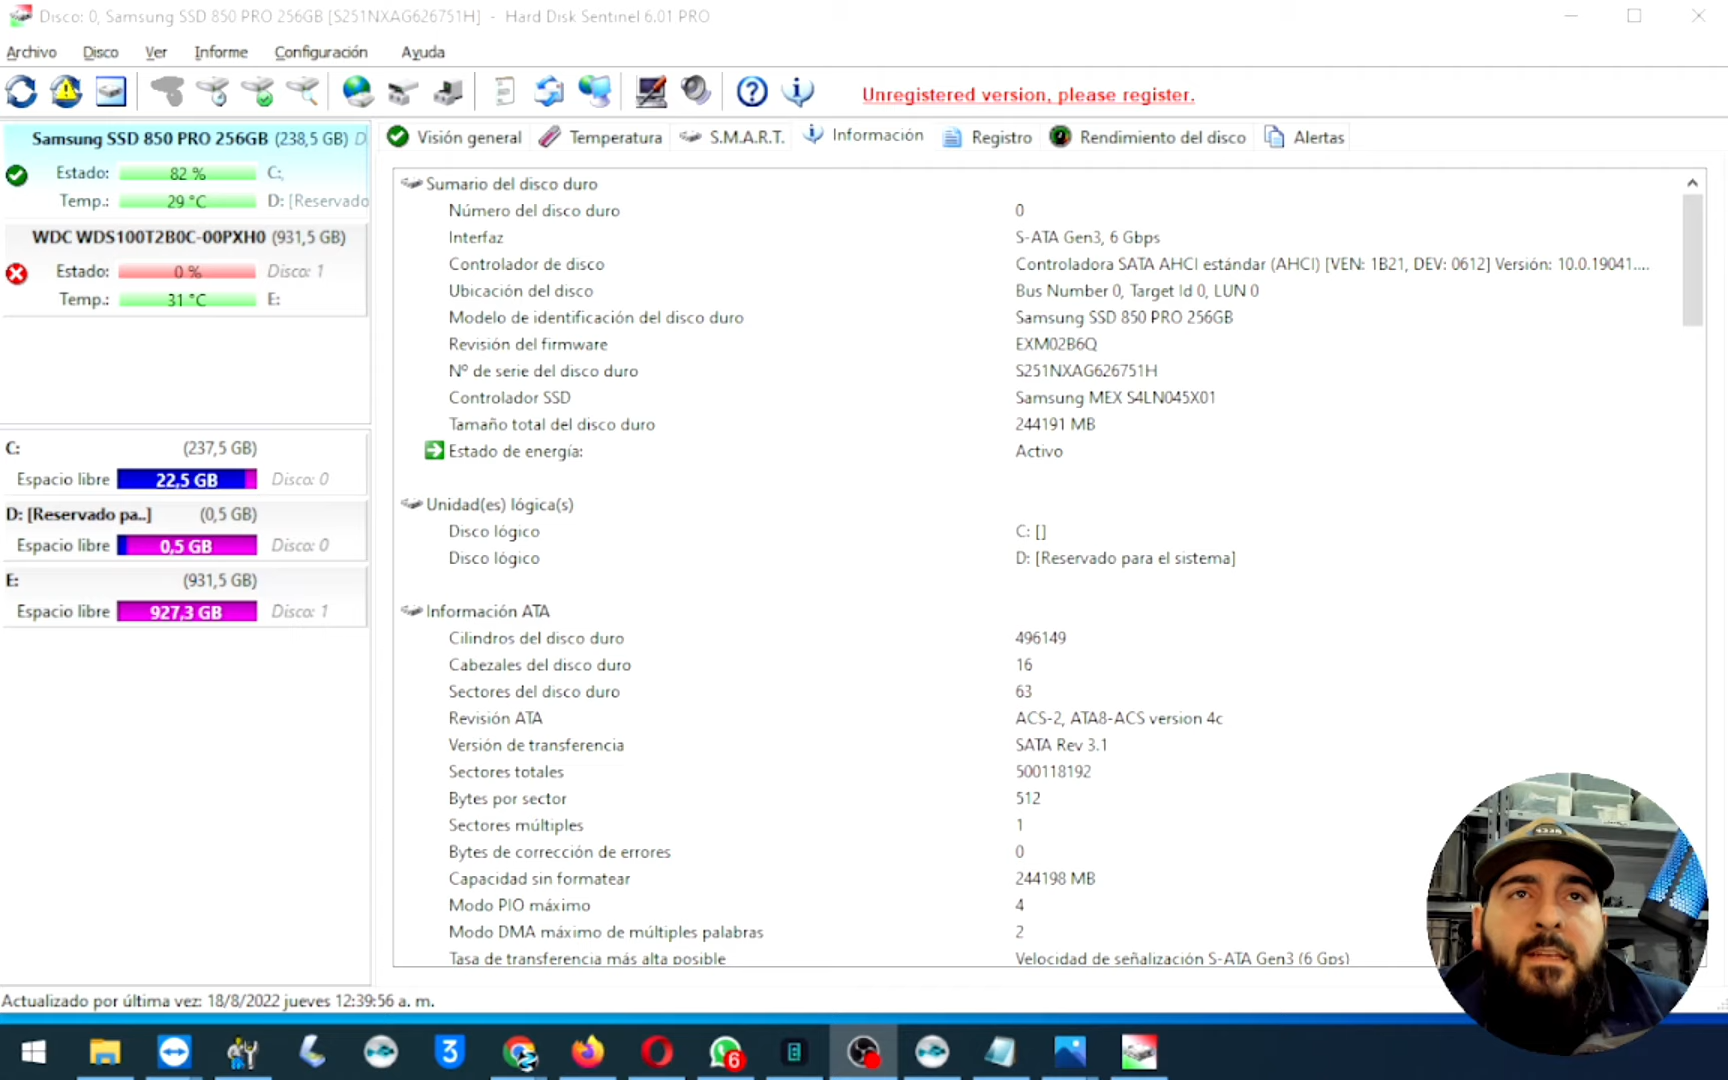 Disco: 0, Samsung SSD 850 PRO 256GB [S251NXAG626751H] - Hard Disk Sentinel 6.01 PRO
Archivo Disco Ver Informe Configuración Ayuda
Unregistered version, please register.
Samsung SSD 850 PRO 256GB (238,5 GB) D
Estado: 82 % C:,
Temp.: 29 °C D: [Reservado
WDC WDS100T2B0C-00PXH0 (931,5 GB)
Estado: 0 % Disco: 1
Temp.: 31 °C E:
C: (237,5 GB)
Espacio libre 22,5 GB Disco: 0
D: [Reservado pa..] (0,5 GB)
Espacio libre 0,5 GB Disco: 0
E: (931,5 GB)
Espacio libre 927,3 GB Disco: 1
Visión general Temperatura S.M.A.R.T. Información Registro Rendimiento del disco Alertas
Sumario del disco duro
Número del disco duro 0
Interfaz S-ATA Gen3, 6 Gbps
Controlador de disco Controladora SATA AHCI estándar (AHCI) [VEN: 1B21, DEV: 0612] Versión: 10.0.19041....
Ubicación del disco Bus Number 0, Target Id 0, LUN 0
Modelo de identificación del disco duro Samsung SSD 850 PRO 256GB
Revisión del firmware EXM02B6Q
Nº de serie del disco duro S251NXAG626751H
Controlador SSD Samsung MEX S4LN045X01
Tamaño total del disco duro 244191 MB
Estado de energía: Activo
Unidad(es) lógica(s)
Disco lógico C: []
Disco lógico D: [Reservado para el sistema]
Información ATA
Cilindros del disco duro 496149
Cabezales del disco duro 16
Sectores del disco duro 63
Revisión ATA ACS-2, ATA8-ACS version 4c
Versión de transferencia SATA Rev 3.1
Sectores totales 500118192
Bytes por sector 512
Sectores múltiples 1
Bytes de corrección de errores 0
Capacidad sin formatear 244198 MB
Modo PIO máximo 4
Modo DMA máximo de múltiples palabras 2
Tasa de transferencia más alta posible Velocidad de señalización S-ATA Gen3 (6 Gps)
Actualizado por última vez: 18/8/2022 jueves 12:39:56 a. m.
3
6